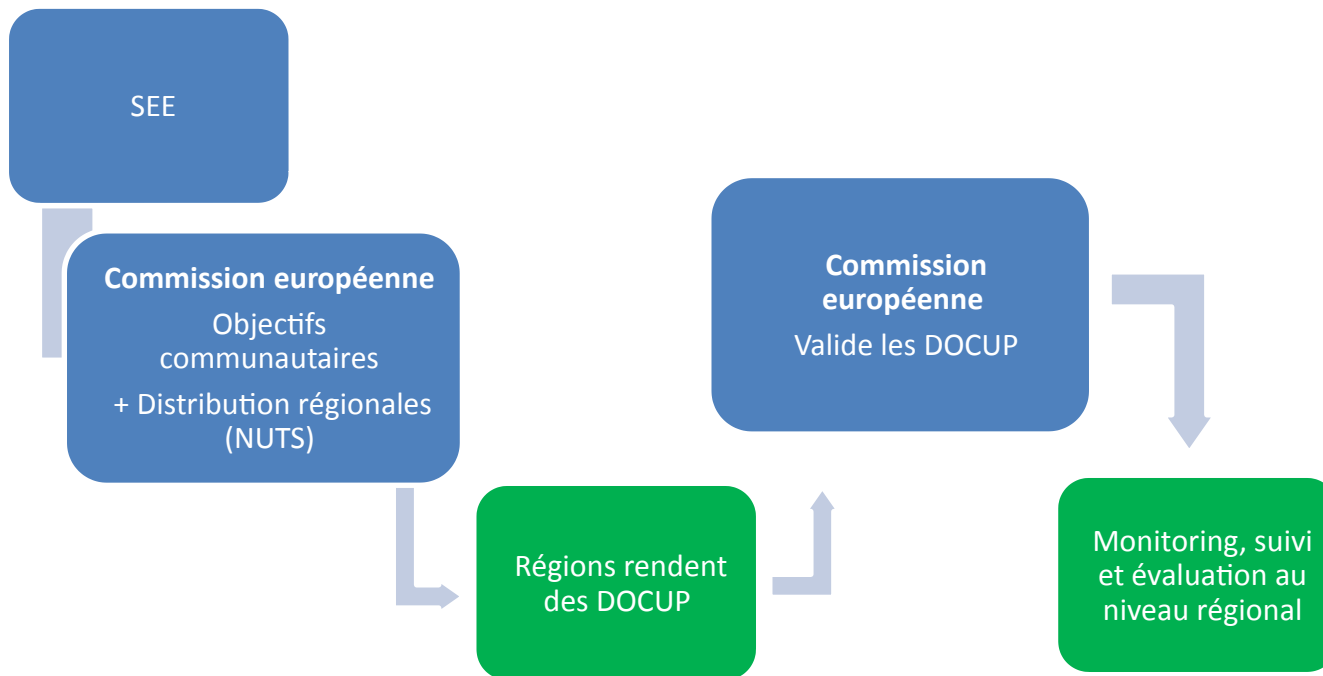 SEE
Commission européenne
Objectifs
communautaires
+ Distribution régionales
(NUTS)
Régions rendent
des DOCUP
Commission
européenne
Valide les DOCUP
Monitoring, suivi
et évaluation au
niveau régional